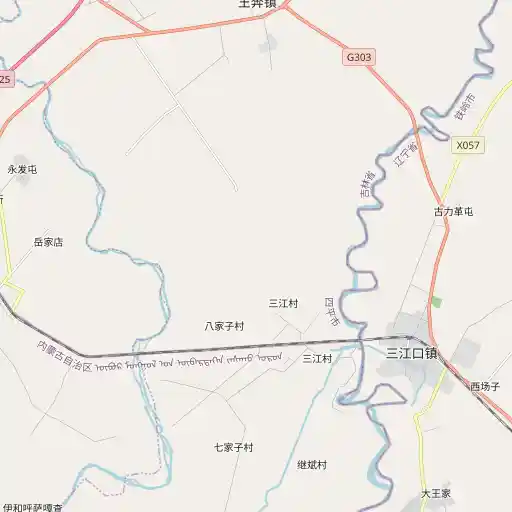 王奔镇
G303
25
铁岭市
辽宁省
X057
永发屯
吉林省
古力革屯
岳家店
三江村
四平市
八家子村
内蒙古自治区
三江村
三江口镇
西场子
七家子村
继斌村
大王家
伊和呼萨嘎查